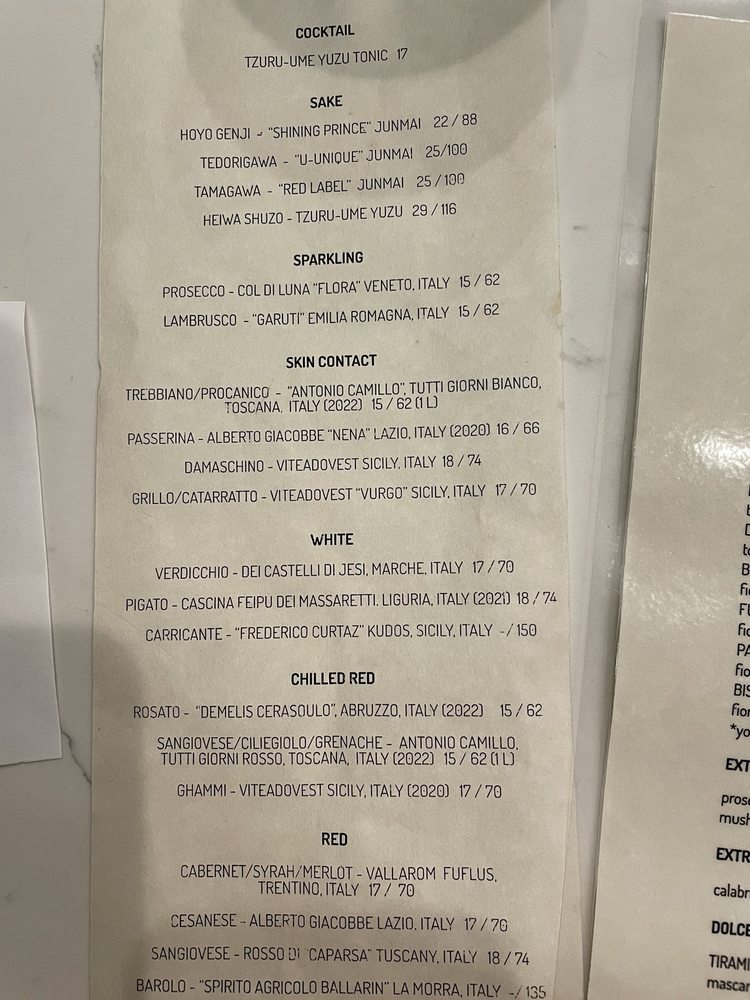 COCKTAIL
TZURU-UME YUZU TONIC 17
SAKE
HOYO GENJI - "SHINING PRINCE" JUNMAI 22 / 88
TEDORIGAWA - "U-UNIQUE" JUNMAI 25/100
TAMAGAWA - "RED LABEL" JUNMAI 25 / 100
HEIWA SHUZO - TZURU-UME YUZU 29 / 116
SPARKLING
PROSECCO - COL DI LUNA "FLORA" VENETO, ITALY 15 / 62
LAMBRUSCO - "GARUTI" EMILIA ROMAGNA, ITALY 15 / 62
SKIN CONTACT
TREBBIANO/PROCANICO - "ANTONIO CAMILLO", TUTTI GIORNI BIANCO,
TOSCANA, ITALY (2022) 15 / 62 (1 L)
PASSERINA - ALBERTO GIACOBBE "NENA" LAZIO, ITALY (2020) 16 / 66
DAMASCHINO - VITEADOVEST SICILY, ITALY 18 / 74
GRILLO/CATARRATTO - VITEADOVEST "VURGO" SICILY, ITALY 17 / 70
WHITE
VERDICCHIO - DEI CASTELLI DI JESI, MARCHE, ITALY 17 / 70
PIGATO - CASCINA FEIPU DEI MASSARETTI. LIGURIA, ITALY (2021) 18 / 74
CARRICANTE - "FREDERICO CURTAZ" KUDOS, SICILY, ITALY -/ 150
CHILLED RED
ROSATO - "DEMELIS CERASOULO", ABRUZZO, ITALY (2022) 15 / 62
SANGIOVESE/CILIEGIOLO/GRENACHE - ANTONIO CAMILLO,
TUTTI GIORNI ROSSO, TOSCANA, ITALY (2022) 15 / 62 (1 L)
GHAMMI - VITEADOVEST SICILY, ITALY (2020) 17 / 70
RED
CABERNET/SYRAH/MERLOT - VALLAROM FUFLUS,
TRENTINO, ITALY 17 / 70
CESANESE - ALBERTO GIACOBBE LAZIO, ITALY 17 / 70
SANGIOVESE - ROSSO DI "CAPARSA" TUSCANY, ITALY 18 / 74
BAROLO - "SPIRITO AGRICOLO BALLARIN" LA MORRA, ITALY -/ 135
*yo
EXT
prosc
mush
EXTR
calabr
DOLCE
TIRAMI
mascar